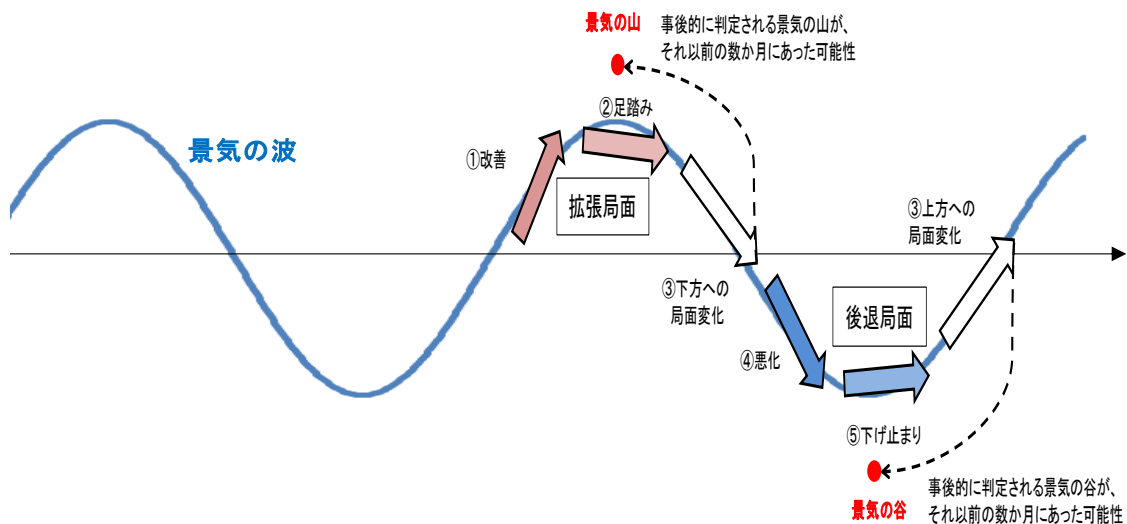 景気の山
事後的に判定される景気の山が、
それ以前の数か月にあった可能性
②足踏み
景気の波
①改善
拡張局面
③上方への
局面変化
③下方への
局面変化
後退局面
④悪化
⑤下げ止まり
景気の谷
事後的に判定される景気の谷が、
それ以前の数か月にあった可能性